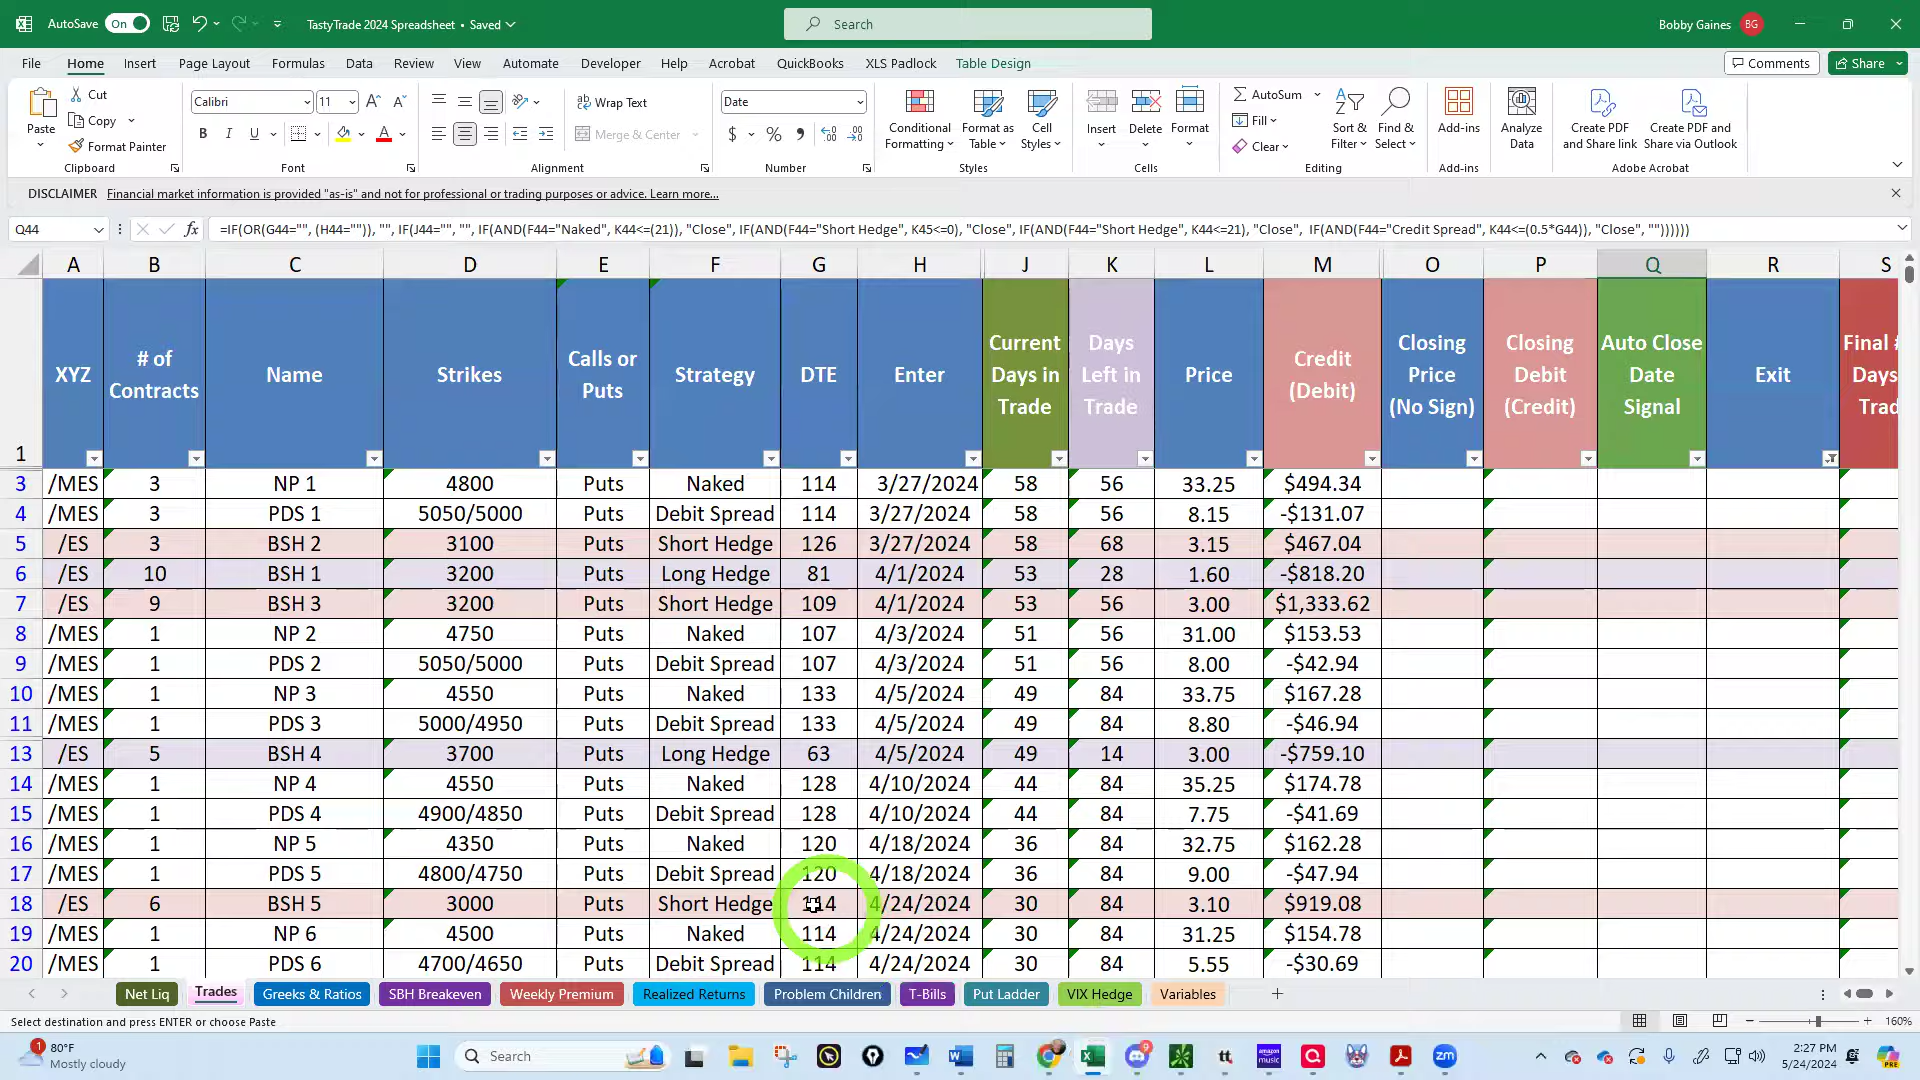 AutoSave On TastyTrade 2024 Spreadsheet • Saved Search Bobby Gaines BG
File Home Insert Page Layout Formulas Data Review View Automate Developer Help Acrobat QuickBooks XLS Padlock Table Design Comments Share
Paste Cut Copy Format Painter Clipboard
Calibri 11 B I U A Font
Wrap Text Merge & Center Alignment
Date $ % Number
Conditional Formatting Format as Table Cell Styles Styles
Insert Delete Format Cells
AutoSum Fill Clear Sort & Filter Find & Select Editing
Add-ins Add-ins
Analyze Data
Create PDF and Share link Create PDF and Share via Outlook Adobe Acrobat
DISCLAIMER Financial market information is provided "as-is" and not for professional or trading purposes or advice. Learn more...
Q44 fx =IF(OR(G44="", (H44="")), "", IF(J44="", "", IF(AND(F44="Naked", K44<=(21)), "Close", IF(AND(F44="Short Hedge", K45<=0), "Close", IF(AND(F44="Short Hedge", K44<=21), "Close", IF(AND(F44="Credit Spread", K44<=(0.5*G44)), "Close", ""))))))
A B C D E F G H J K L M O P Q R S
1 XYZ # of Contracts Name Strikes Calls or Puts Strategy DTE Enter Current Days in Trade Days Left in Trade Price Credit (Debit) Closing Price (No Sign) Closing Debit (Credit) Auto Close Date Signal Exit Final Days
3 /MES 3 NP 1 4800 Puts Naked 114 3/27/2024 58 56 33.25 $494.34
4 /MES 3 PDS 1 5050/5000 Puts Debit Spread 114 3/27/2024 58 56 8.15 -$131.07
5 /ES 3 BSH 2 3100 Puts Short Hedge 126 3/27/2024 58 68 3.15 $467.04
6 /ES 10 BSH 1 3200 Puts Long Hedge 81 4/1/2024 53 28 1.60 -$818.20
7 /ES 9 BSH 3 3200 Puts Short Hedge 109 4/1/2024 53 56 3.00 $1,333.62
8 /MES 1 NP 2 4750 Puts Naked 107 4/3/2024 51 56 31.00 $153.53
9 /MES 1 PDS 2 5050/5000 Puts Debit Spread 107 4/3/2024 51 56 8.00 -$42.94
10 /MES 1 NP 3 4550 Puts Naked 133 4/5/2024 49 84 33.75 $167.28
11 /MES 1 PDS 3 5000/4950 Puts Debit Spread 133 4/5/2024 49 84 8.80 -$46.94
13 /ES 5 BSH 4 3700 Puts Long Hedge 63 4/5/2024 49 14 3.00 -$759.10
14 /MES 1 NP 4 4550 Puts Naked 128 4/10/2024 44 84 35.25 $174.78
15 /MES 1 PDS 4 4900/4850 Puts Debit Spread 128 4/10/2024 44 84 7.75 -$41.69
16 /MES 1 NP 5 4350 Puts Naked 120 4/18/2024 36 84 32.75 $162.28
17 /MES 1 PDS 5 4800/4750 Puts Debit Spread 120 4/18/2024 36 84 9.00 -$47.94
18 /ES 6 BSH 5 3000 Puts Short Hedge 114 4/24/2024 30 84 3.10 $919.08
19 /MES 1 NP 6 4500 Puts Naked 114 4/24/2024 30 84 31.25 $154.78
20 /MES 1 PDS 6 4700/4650 Puts Debit Spread 114 4/24/2024 30 84 5.55 -$30.69
Net Liq Trades Greeks & Ratios SBH Breakeven Weekly Premium Realized Returns Problem Children T-Bills Put Ladder VIX Hedge Variables
Select destination and press ENTER or choose Paste 160%
1 80°F Mostly cloudy Search 2:27 PM 5/24/2024